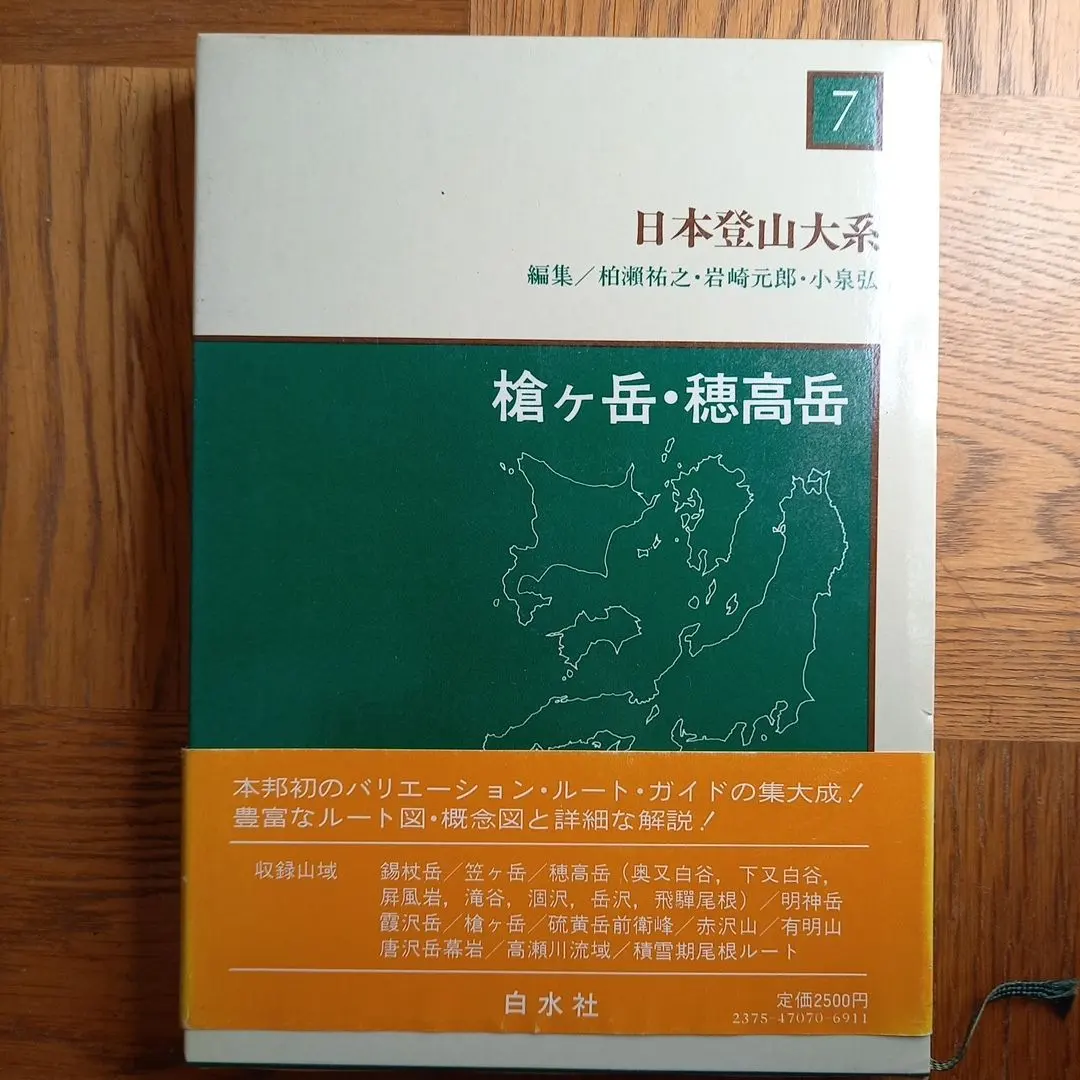 7
日本登山大系
編集／柏瀬祐之・岩崎元郎・小泉弘
槍ヶ岳・穂高岳
本邦初のバリエーション・ルート・ガイドの集大成！
豊富なルート図・概念図と詳細な解説！
収録山域　錫杖岳／笠ヶ岳／穂高岳（奥又白谷，下又白谷，
屏風岩，滝谷，涸沢，岳沢，飛驒尾根）／明神岳
霞沢岳／槍ヶ岳／硫黄岳前衛峰／赤沢山／有明山
唐沢岳幕岩／高瀬川流域／積雪期尾根ルート
白水社
定価2500円
2375-47070-6911